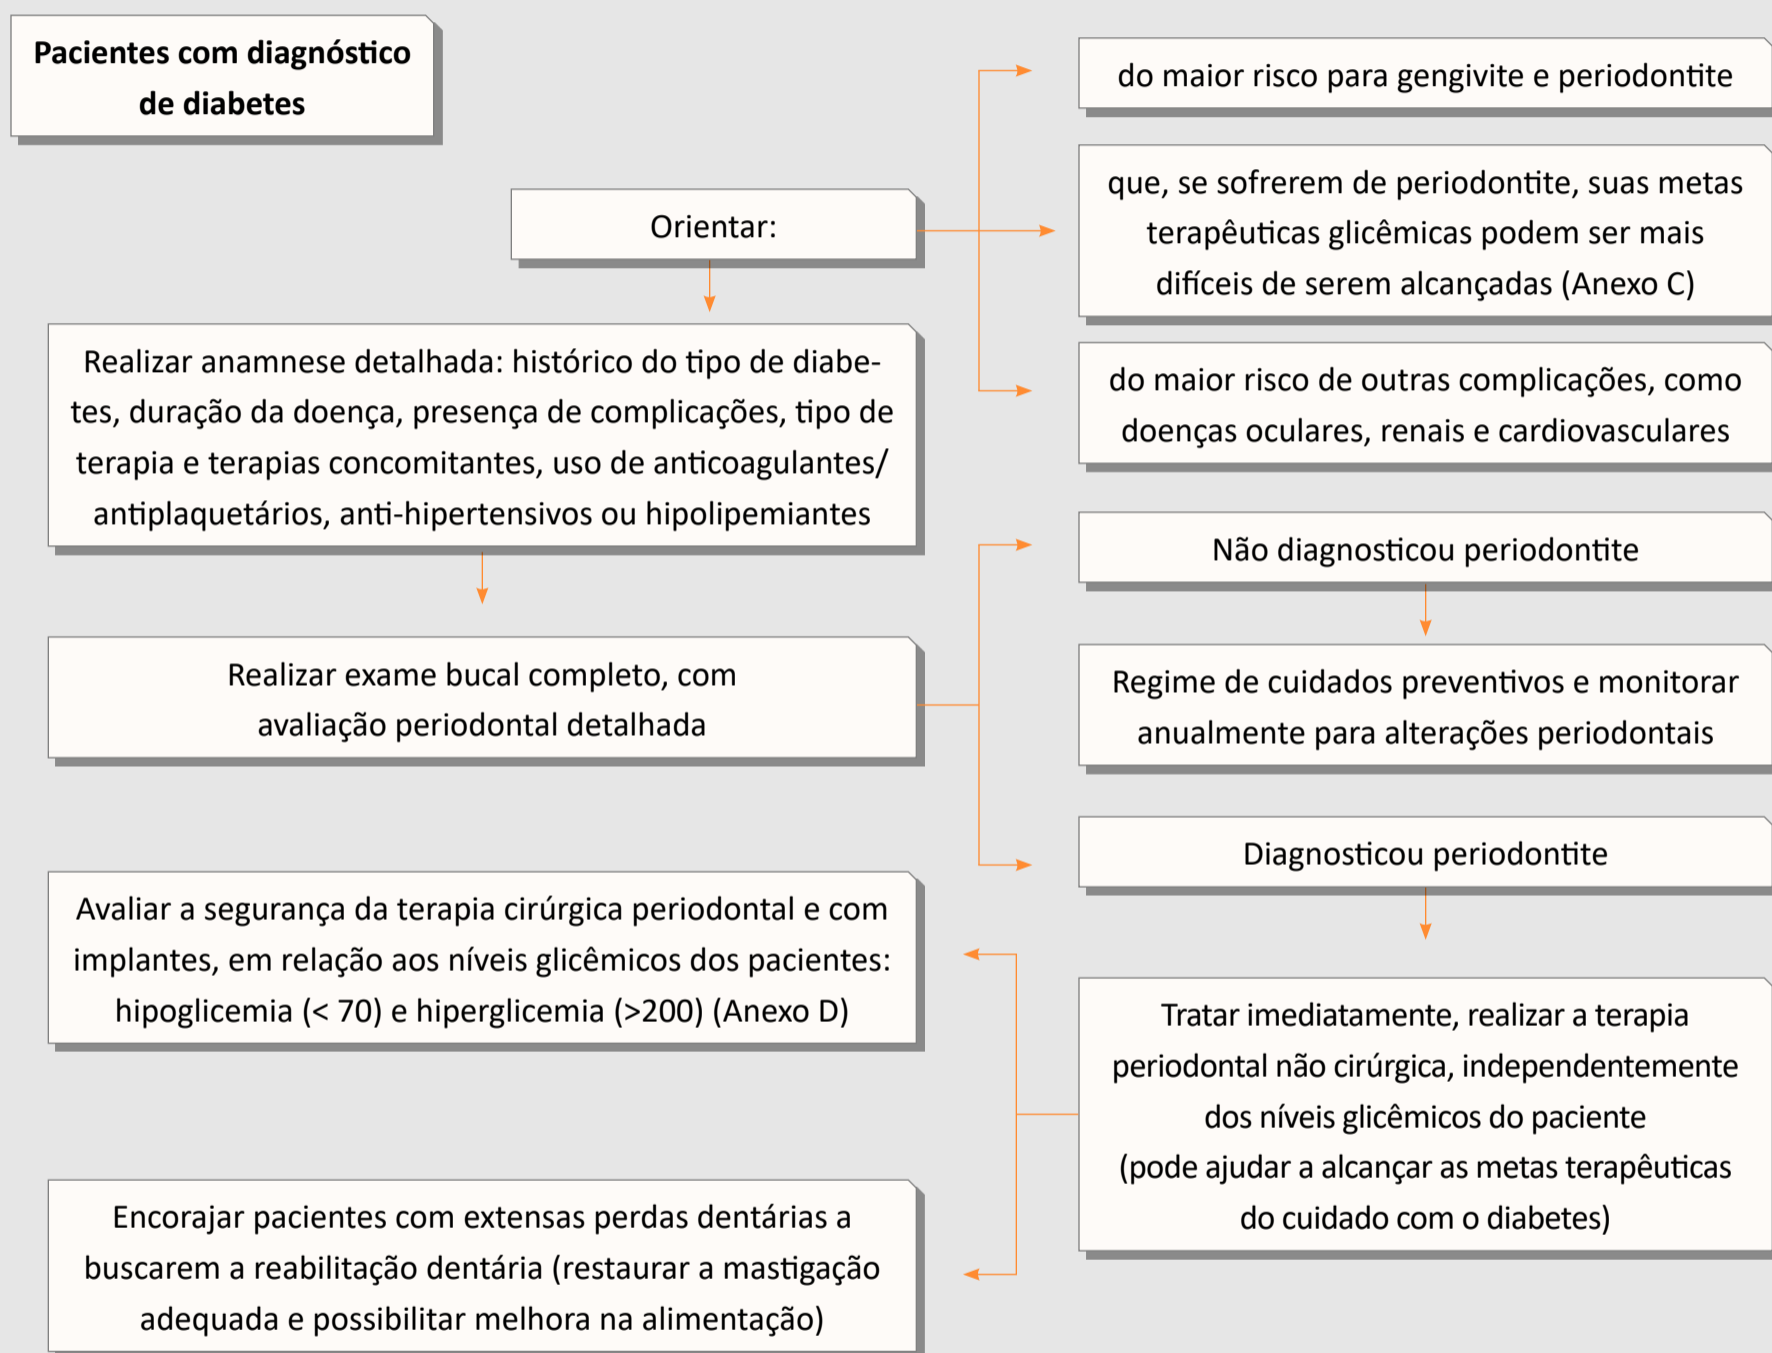 Pacientes com diagnóstico
de diabetes
Orientar:
do maior risco para gengivite e periodontite
que, se sofrerem de periodontite, suas metas
terapêuticas glicêmicas podem ser mais
difíceis de serem alcançadas (Anexo C)
do maior risco de outras complicações, como
doenças oculares, renais e cardiovasculares
Realizar anamnese detalhada: histórico do tipo de diabe-
tes, duração da doença, presença de complicações, tipo de
terapia e terapias concomitantes, uso de anticoagulantes/
antiplaquetários, anti-hipertensivos ou hipolipemiantes
Realizar exame bucal completo, com
avaliação periodontal detalhada
Não diagnosticou periodontite
Regime de cuidados preventivos e monitorar
anualmente para alterações periodontais
Diagnosticou periodontite
Tratar imediatamente, realizar a terapia
periodontal não cirúrgica, independentemente
dos níveis glicêmicos do paciente
(pode ajudar a alcançar as metas terapêuticas
do cuidado com o diabetes)
Avaliar a segurança da terapia cirúrgica periodontal e com
implantes, em relação aos níveis glicêmicos dos pacientes:
hipoglicemia (< 70) e hiperglicemia (>200) (Anexo D)
Encorajar pacientes com extensas perdas dentárias a
buscarem a reabilitação dentária (restaurar a mastigação
adequada e possibilitar melhora na alimentação)